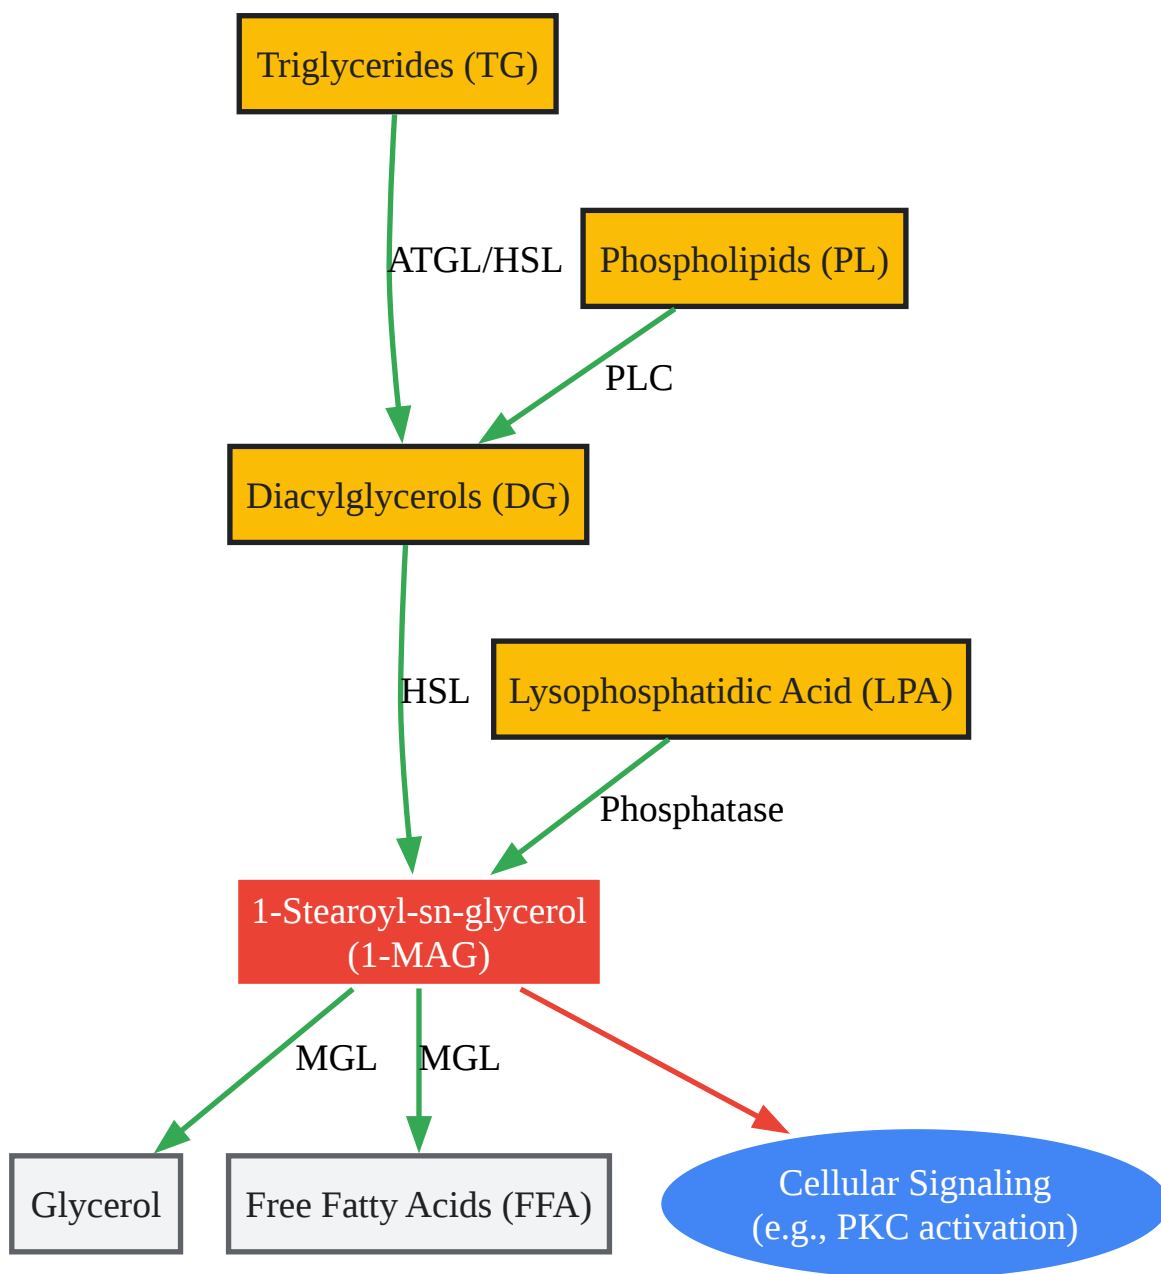 Triglycerides (TG)
ATGL/HSL
Phospholipids (PL)
PLC
Diacylglycerols (DG)
HSL
Lysophosphatidic Acid (LPA)
Phosphatase
1-Stearoyl-sn-glycerol
(1-MAG)
MGL
MGL
Glycerol
Free Fatty Acids (FFA)
Cellular Signaling
(e.g., PKC activation)